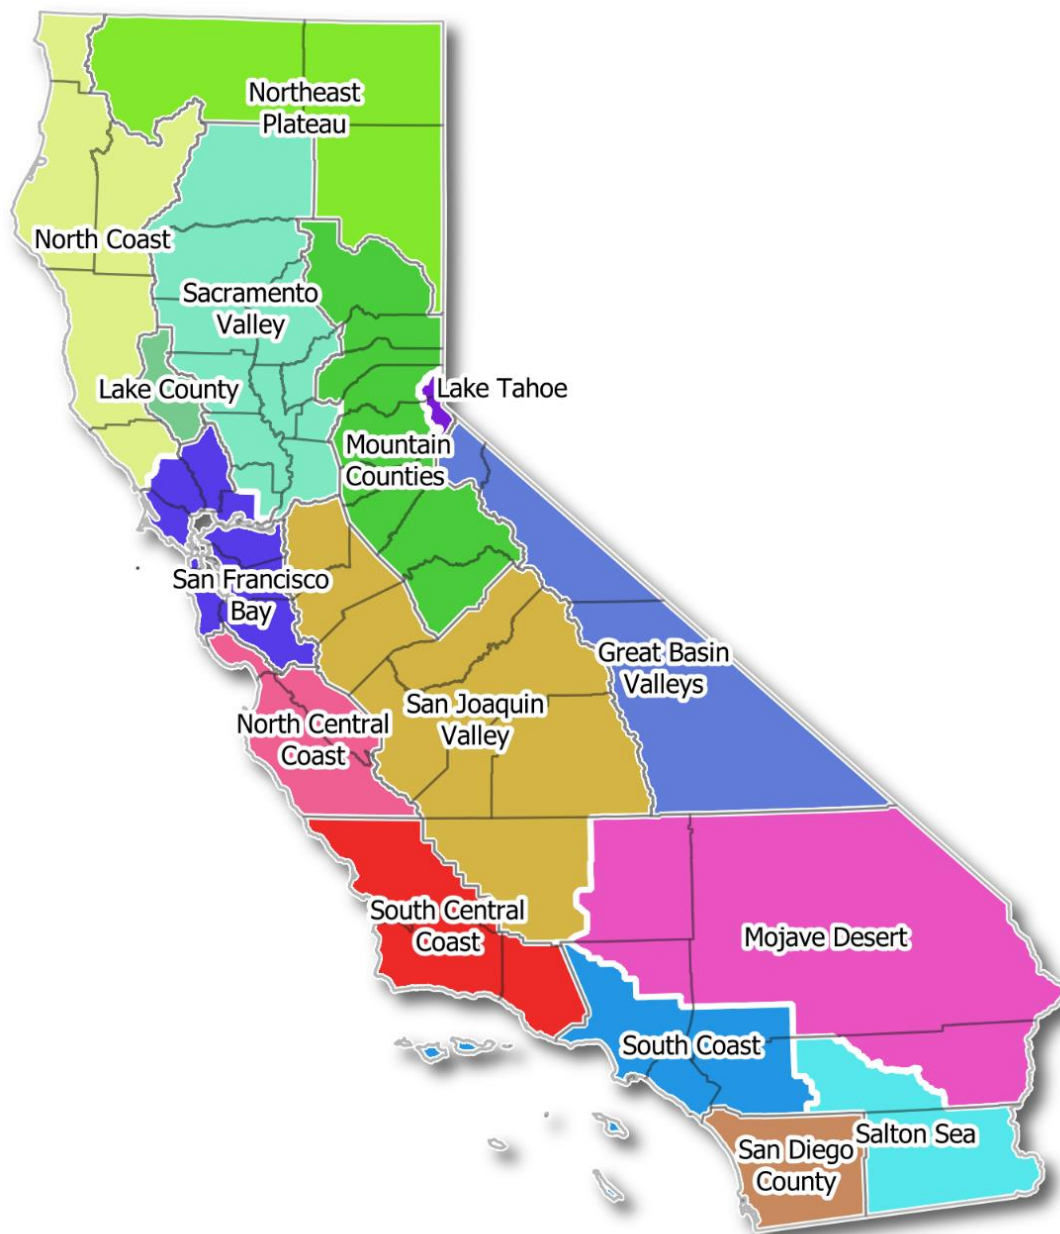 Northeast
Plateau
North Coast
Sacramento
Valley
Lake County
Lake Tahoe
Mountain
Counties
San Francisco
Bay
Great Basin
Valleys
San Joaquin
Valley
North Central
Coast
South Central
Coast
Mojave Desert
South Coast
Salton Sea
San Diego
County